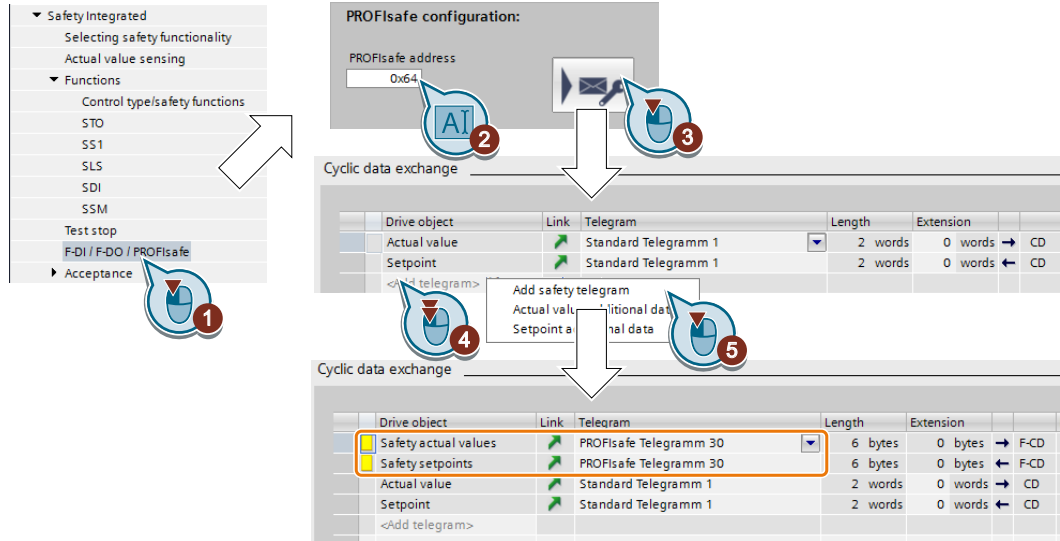 Safety Integrated
Selecting safety functionality
Actual value sensing
Functions
Control type/safety functions
STO
SS1
SLS
SDI
SSM
Test stop
F-DI / F-DO / PROFIsafe
Acceptance
1
PROFIsafe configuration:
PROFIsafe address
0x64
AI
2
3
Cyclic data exchange
Drive object Link Telegram Length Extension
Actual value Standard Telegramm 1 2 words 0 words → CD
Setpoint Standard Telegramm 1 2 words 0 words ← CD
<Add telegram>
Add safety telegram
Actual value additional data
Setpoint additional data
4
5
Cyclic data exchange
Drive object Link Telegram Length Extension
Safety actual values PROFIsafe Telegramm 30 6 bytes 0 bytes → F-CD
Safety setpoints PROFIsafe Telegramm 30 6 bytes 0 bytes ← F-CD
Actual value Standard Telegramm 1 2 words 0 words → CD
Setpoint Standard Telegramm 1 2 words 0 words ← CD
<Add telegram>